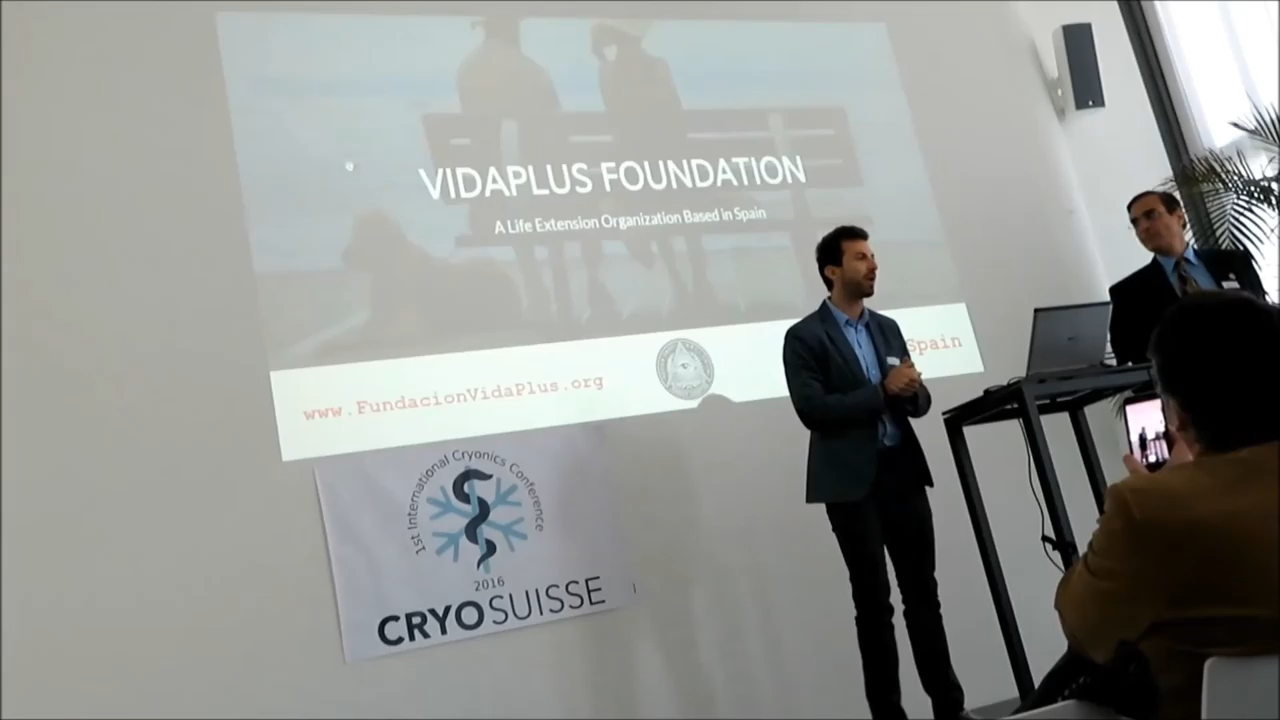 VIDAPLUS FOUNDATION
A Life Extension Organization Based in Spain
www.FundacionVidaPlus.org
Spain
1st International Cryonics Conference
2016
CRYOSUISSE